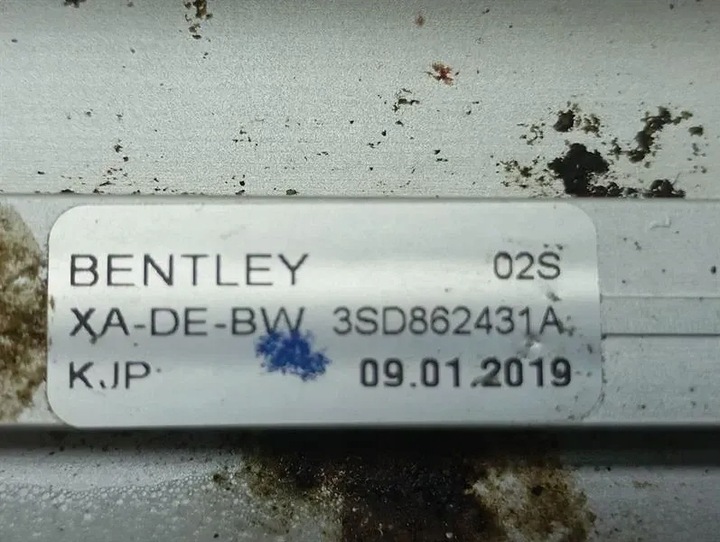 BENTLEY 02S
XA-DE-BW 3SD862431A
KJP 09.01.2019